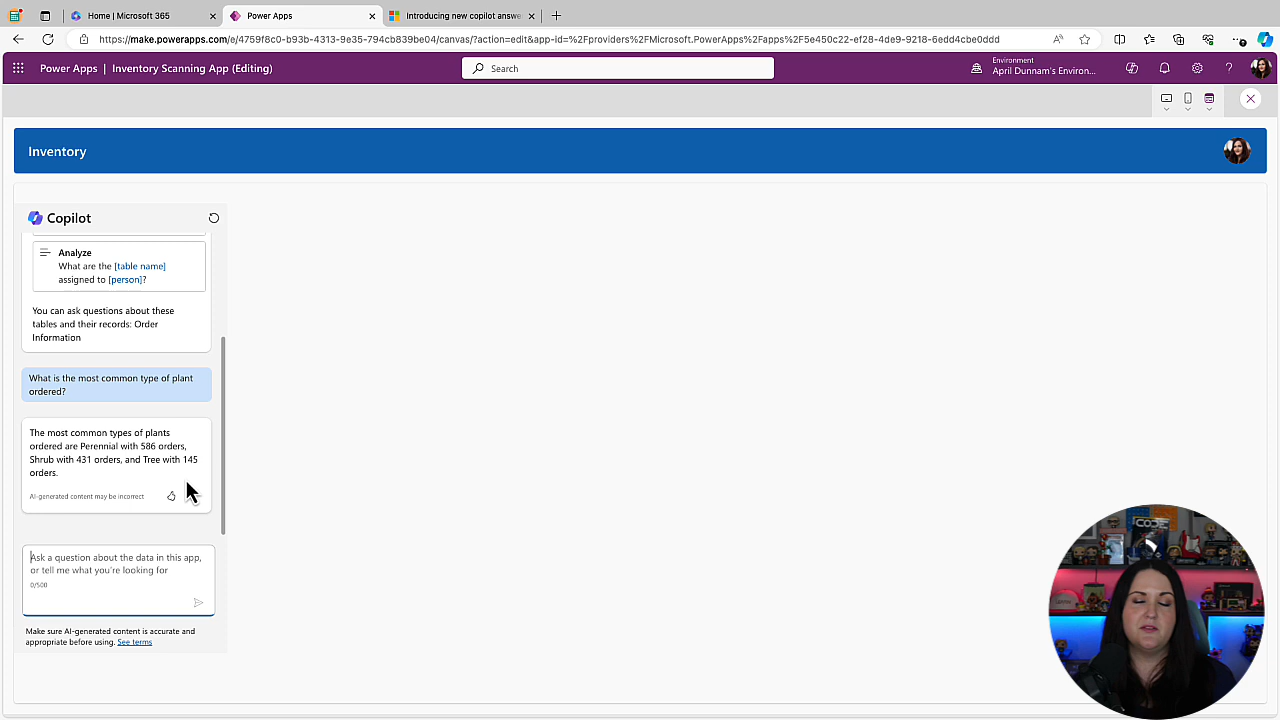 Home | Microsoft 365
Power Apps
Introducing new copilot answe
https://make.powerapps.com/e/4759f8c0-b93b-4313-9e35-794cb839be04/canvas/?action=edit&app-id=%2Fproviders%2FMicrosoft.PowerApps%2Fapps%2F5e450c22-ef28-4de9-9218-6edd4cbe0ddd
Power Apps | Inventory Scanning App (Editing)
Search
Environment
April Dunnam's Environ...
Inventory
Copilot
Analyze
What are the [table name]
assigned to [person]?
You can ask questions about these
tables and their records: Order
Information
What is the most common type of plant
ordered?
The most common types of plants
ordered are Perennial with 586 orders,
Shrub with 431 orders, and Tree with 145
orders.
AI-generated content may be incorrect
Ask a question about the data in this app,
or tell me what you're looking for
0/500
Make sure AI-generated content is accurate and
appropriate before using. See terms
CODE